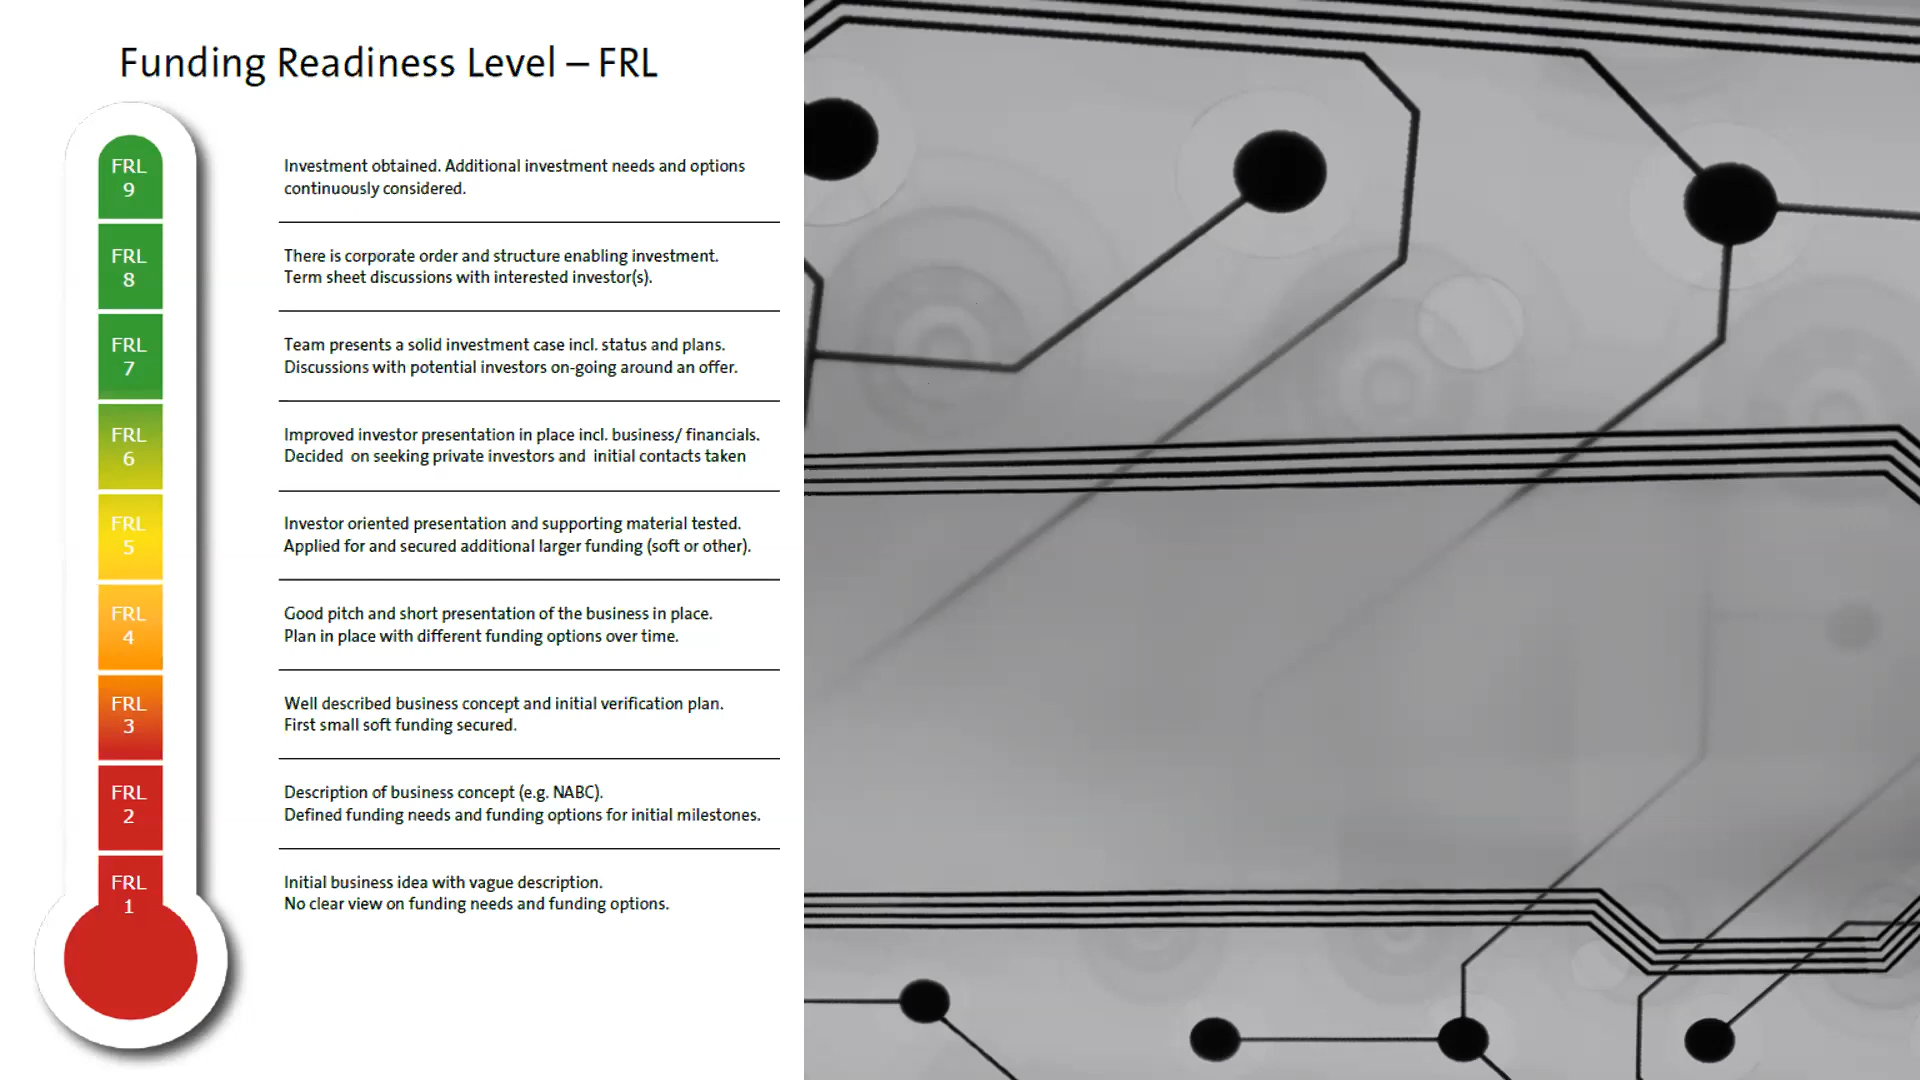 Funding Readiness Level – FRL
FRL
9
Investment obtained. Additional investment needs and options
continuously considered.
FRL
8
There is corporate order and structure enabling investment.
Term sheet discussions with interested investor(s).
FRL
7
Team presents a solid investment case incl. status and plans.
Discussions with potential investors on-going around an offer.
FRL
6
Improved investor presentation in place incl. business/ financials.
Decided on seeking private investors and initial contacts taken
FRL
5
Investor oriented presentation and supporting material tested.
Applied for and secured additional larger funding (soft or other).
FRL
4
Good pitch and short presentation of the business in place.
Plan in place with different funding options over time.
FRL
3
Well described business concept and initial verification plan.
First small soft funding secured.
FRL
2
Description of business concept (e.g. NABC).
Defined funding needs and funding options for initial milestones.
FRL
1
Initial business idea with vague description.
No clear view on funding needs and funding options.